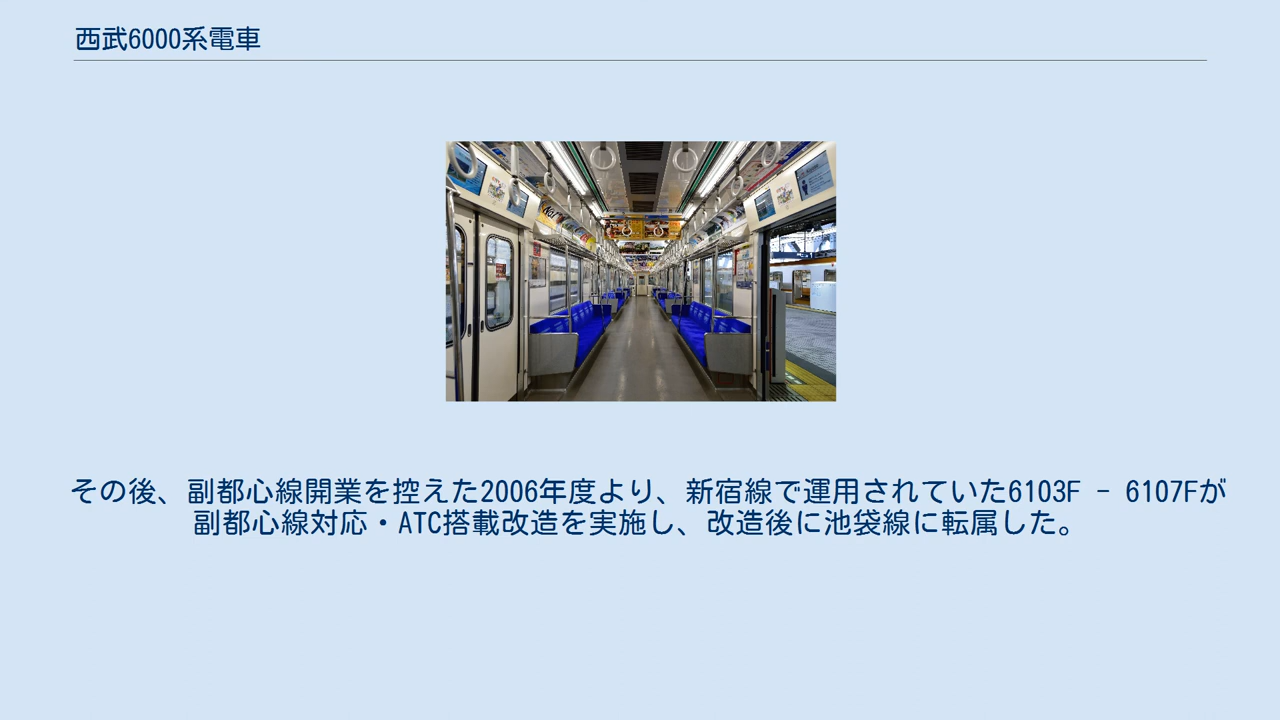 西武6000系電車
その後、副都心線開業を控えた2006年度より、新宿線で運用されていた6103F - 6107Fが
副都心線対応・ATC搭載改造を実施し、改造後に池袋線に転属した。